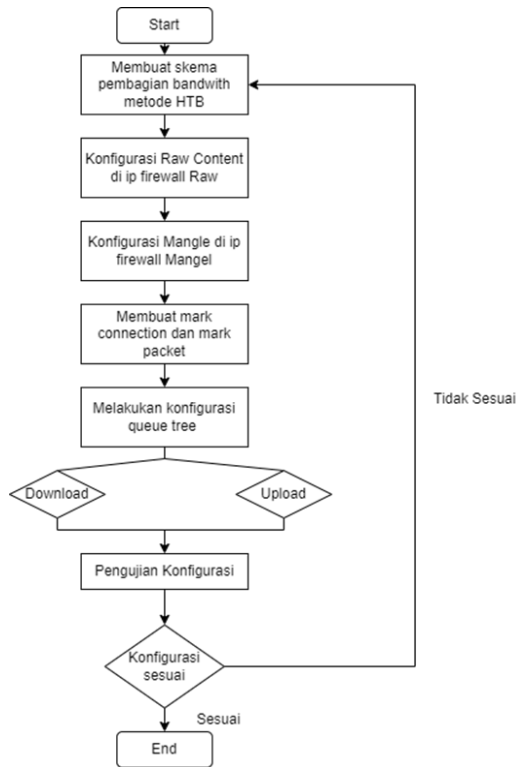 Start
Membuat skema
pembagian bandwith
metode HTB
Konfigurasi Raw Content
di ip firewall Raw
Konfigurasi Mangle di ip
firewall Mangel
Membuat mark
connection dan mark
packet
Melakukan konfigurasi
queue tree
Tidak Sesuai
Download
Upload
Pengujian Konfigurasi
Konfigurasi
sesuai
Sesuai
End